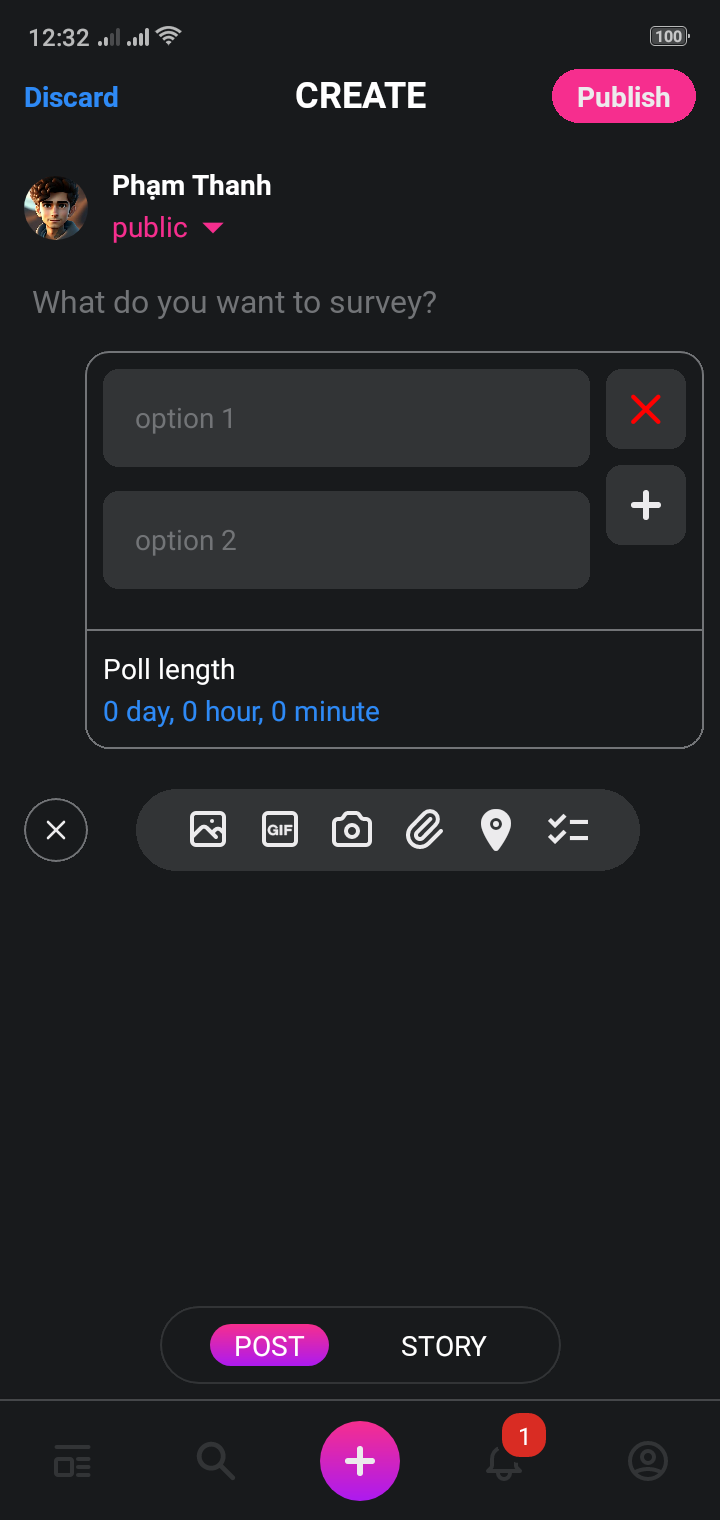 12:32
100
Discard
CREATE
Publish
Phạm Thanh
public
What do you want to survey?
option 1
option 2
Poll length
0 day, 0 hour, 0 minute
GIF
POST
STORY
1